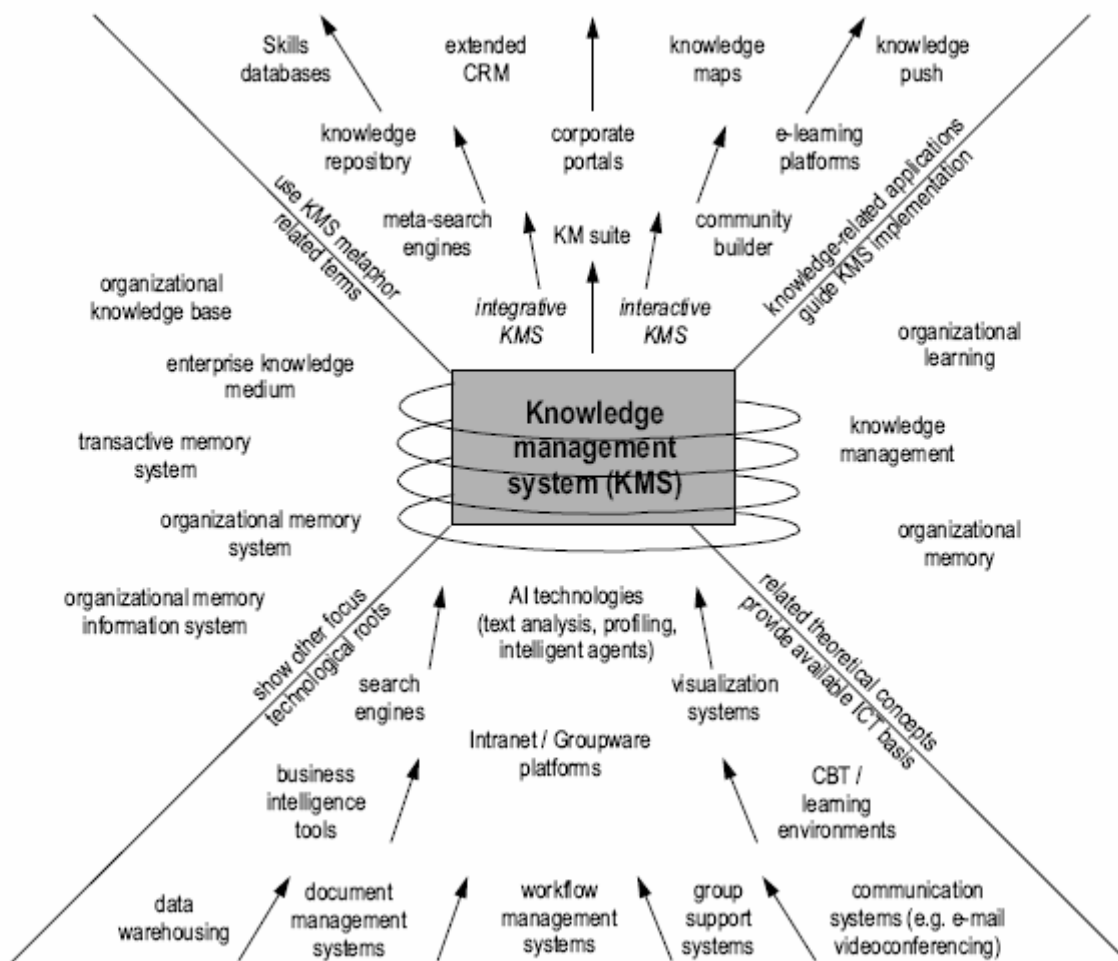 Skills
databases
extended
CRM
knowledge
maps
knowledge
push
knowledge
repository
corporate
portals
e-learning
platforms
meta-search
engines
KM suite
community
builder
integrative
KMS
interactive
KMS
use KMS metaphor
related terms
knowledge-related applications
guide KMS implementation
organizational
knowledge base
enterprise knowledge
medium
transactive memory
system
organizational memory
system
organizational memory
information system
Knowledge
management
system (KMS)
organizational
learning
knowledge
management
organizational
memory
show other focus
technological roots
related theoretical concepts
provide available ICT basis
AI technologies
(text analysis, profiling,
intelligent agents)
search
engines
visualization
systems
Intranet / Groupware
platforms
business
intelligence
tools
CBT /
learning
environments
data
warehousing
document
management
systems
workflow
management
systems
group
support
systems
communication
systems (e.g. e-mail
videoconferencing)